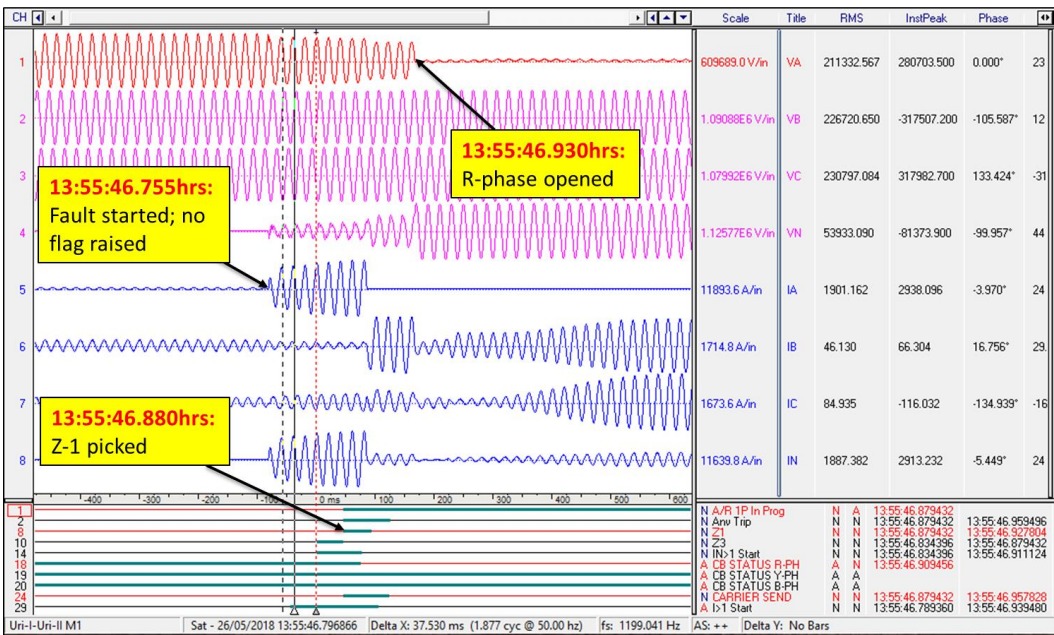 CH Scale Title RMS InstPeak Phase
1 609689.0 V/in VA 211332.567 280703.500 0.000° 23
2 1.09088E6 V/in VB 226720.650 -317507.200 -105.587° 12
13:55:46.930hrs:
R-phase opened
3 1.07992E6 V/in VC 230797.084 317982.700 133.424° -31
13:55:46.755hrs:
Fault started; no
flag raised
4 1.12577E6 V/in VN 53933.090 -81373.900 -99.957° 44
5 11893.6 A/in IA 1901.162 2938.096 -3.970° 24
6 1714.8 A/in IB 46.130 66.304 16.756° 29.
7 1673.6 A/in IC 84.935 -116.032 -134.939° -16
13:55:46.880hrs:
Z-1 picked
8 11639.8 A/in IN 1887.382 2913.232 -5.449° 24
-400 -300 -200 -100 0 ms 100 200 300 400 500 600
1 N A/R 1P In Prog N A 13:55:46.879432
2 N Any Trip N N 13:55:46.879432 13:55:46.959496
8 N Z1 N N 13:55:46.879432 13:55:46.927804
10 N Z3 N N 13:55:46.834396 13:55:46.879432
14 N IN>1 Start N N 13:55:46.834396 13:55:46.911124
18 A CB STATUS R-PH A N 13:55:46.909456
19 A CB STATUS Y-PH A A
20 A CB STATUS B-PH A A
24 N CARRIER SEND N N 13:55:46.879432 13:55:46.957828
29 A I>1 Start N N 13:55:46.789360 13:55:46.939480
Uri-I-Uri-II M1 Sat - 26/05/2018 13:55:46.796866 Delta X: 37.530 ms (1.877 cyc @ 50.00 hz) fs: 1199.041 Hz AS: ++ Delta Y: No Bars